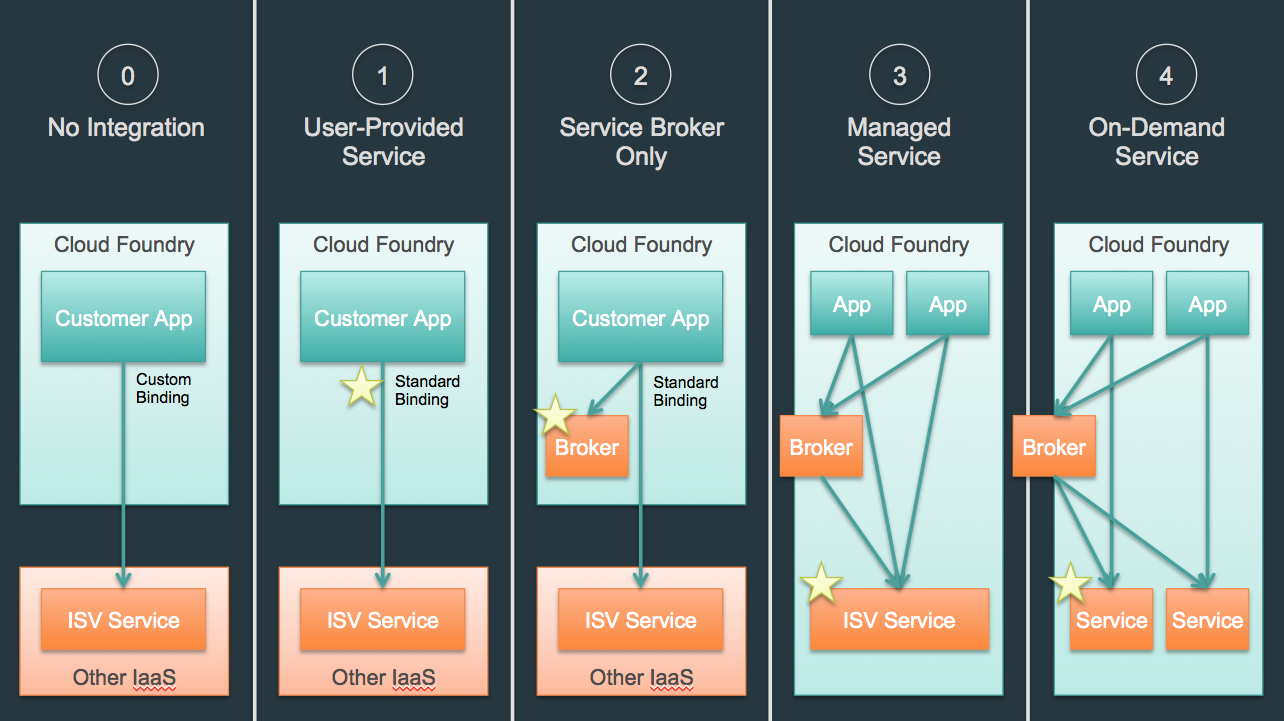 0
No Integration
Cloud Foundry
Customer App
Custom
Binding
ISV Service
Other IaaS
1
User-Provided
Service
Cloud Foundry
Customer App
Standard
Binding
ISV Service
Other IaaS
2
Service Broker
Only
Cloud Foundry
Customer App
Standard
Binding
Broker
ISV Service
Other IaaS
3
Managed
Service
Cloud Foundry
App App
Broker
ISV Service
4
On-Demand
Service
Cloud Foundry
App App
Broker
Service Service